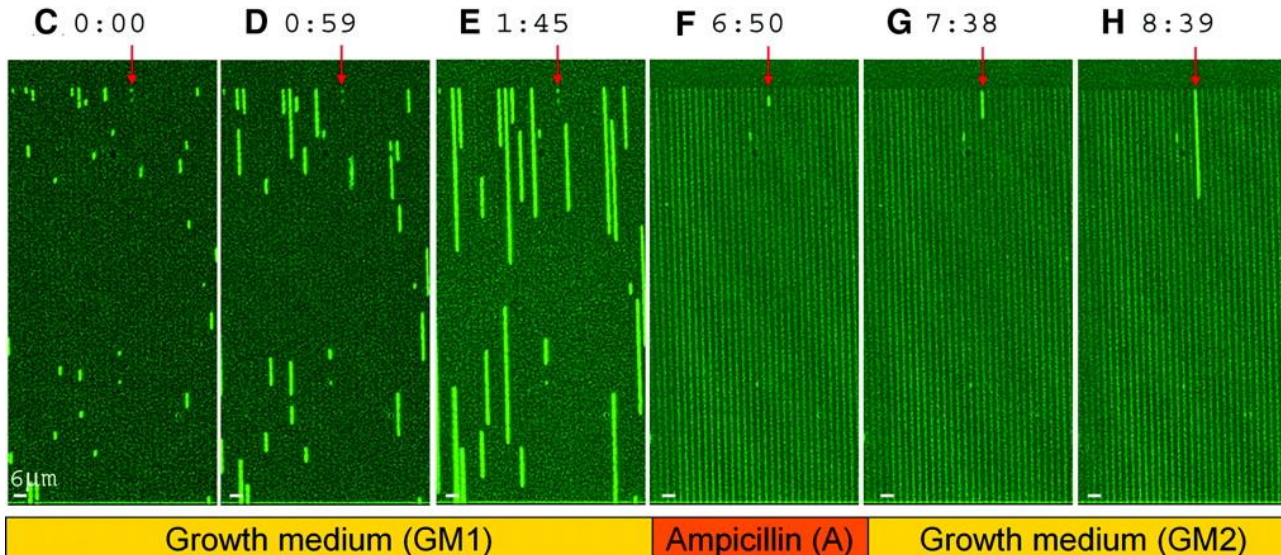 C 0:00 D 0:59 E 1:45 F 6:50 G 7:38 H 8:39
6µm
Growth medium (GM1) Ampicillin (A) Growth medium (GM2)